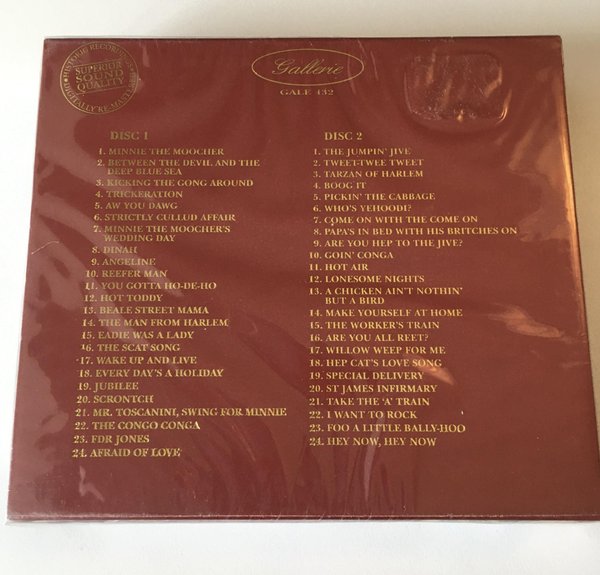 HISTORIC RECORDINGS
SUPERIOR
SOUND
QUALITY
DIGITALLY RE-MASTERED
Gallerie
GALE 432
DISC 1
1. MINNIE THE MOOCHER
2. BETWEEN THE DEVIL AND THE
DEEP BLUE SEA
3. KICKING THE GONG AROUND
4. TRICKERATION
5. AW YOU DAWG
6. STRICTLY CULLUD AFFAIR
7. MINNIE THE MOOCHER'S
WEDDING DAY
8. DINAH
9. ANGELINE
10. REEFER MAN
11. YOU GOTTA HO-DE-HO
12. HOT TODDY
13. BEALE STREET MAMA
14. THE MAN FROM HARLEM
15. EADIE WAS A LADY
16. THE SCAT SONG
17. WAKE UP AND LIVE
18. EVERY DAY'S A HOLIDAY
19. JUBILEE
20. SCRONTCH
21. MR. TOSCANINI, SWING FOR MINNIE
22. THE CONGO CONGA
23. FDR JONES
24. AFRAID OF LOVE
DISC 2
1. THE JUMPIN' JIVE
2. TWEET-TWEE TWEET
3. TARZAN OF HARLEM
4. BOOG IT
5. PICKIN' THE CABBAGE
6. WHO'S YEHOODI?
7. COME ON WITH THE COME ON
8. PAPA'S IN BED WITH HIS BRITCHES ON
9. ARE YOU HEP TO THE JIVE?
10. GOIN' CONGA
11. HOT AIR
12. LONESOME NIGHTS
13. A CHICKEN AIN'T NOTHIN'
BUT A BIRD
14. MAKE YOURSELF AT HOME
15. THE WORKER'S TRAIN
16. ARE YOU ALL REET?
17. WILLOW WEEP FOR ME
18. HEP CAT'S LOVE SONG
19. SPECIAL DELIVERY
20. ST JAMES INFIRMARY
21. TAKE THE 'A' TRAIN
22. I WANT TO ROCK
23. FOO A LITTLE BALLY-HOO
24. HEY NOW, HEY NOW